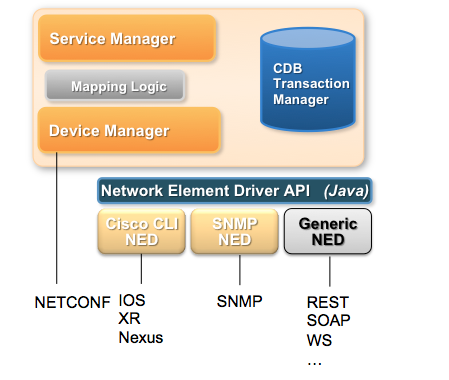 Service Manager
Mapping Logic
Device Manager
CDB
Transaction
Manager
Network Element Driver API (Java)
Cisco CLI
NED
SNMP
NED
Generic
NED
NETCONF
IOS
XR
Nexus
SNMP
REST
SOAP
WS
...